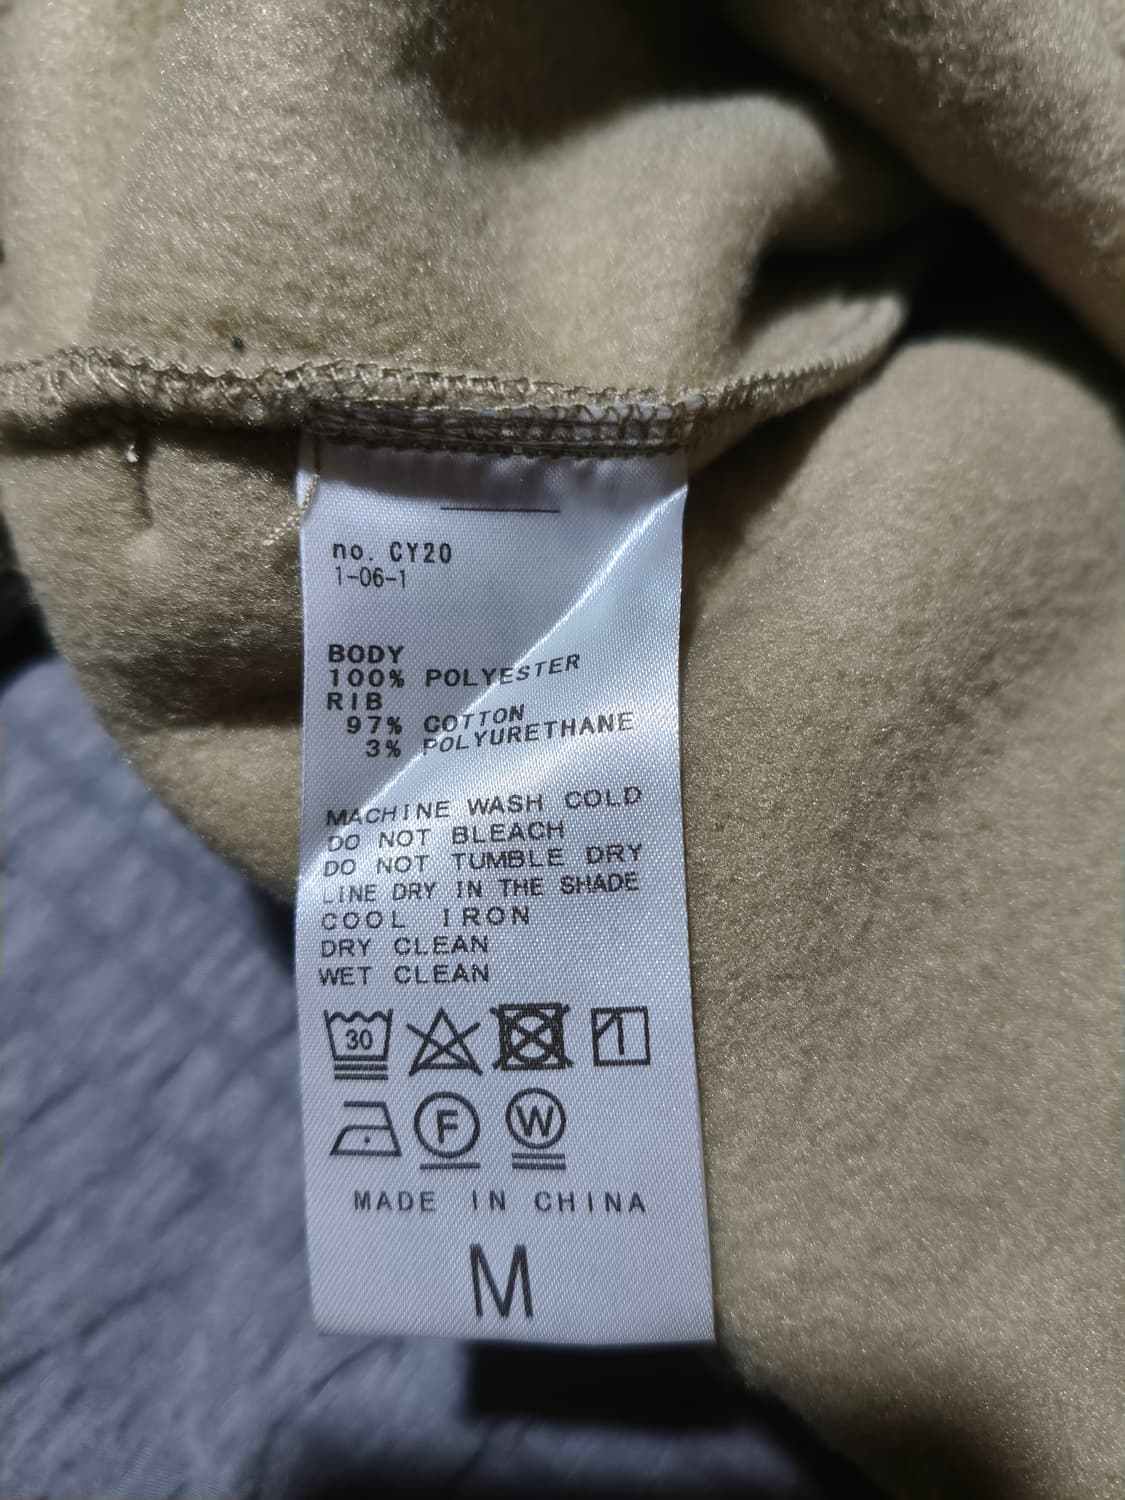 no. CY20
1-06-1
BODY
100% POLYESTER
RIB
97% COTTON
3% POLYURETHANE
MACHINE WASH COLD
DO NOT BLEACH
DO NOT TUMBLE DRY
LINE DRY IN THE SHADE
COOL IRON
DRY CLEAN
WET CLEAN
30
F W
MADE IN CHINA
M